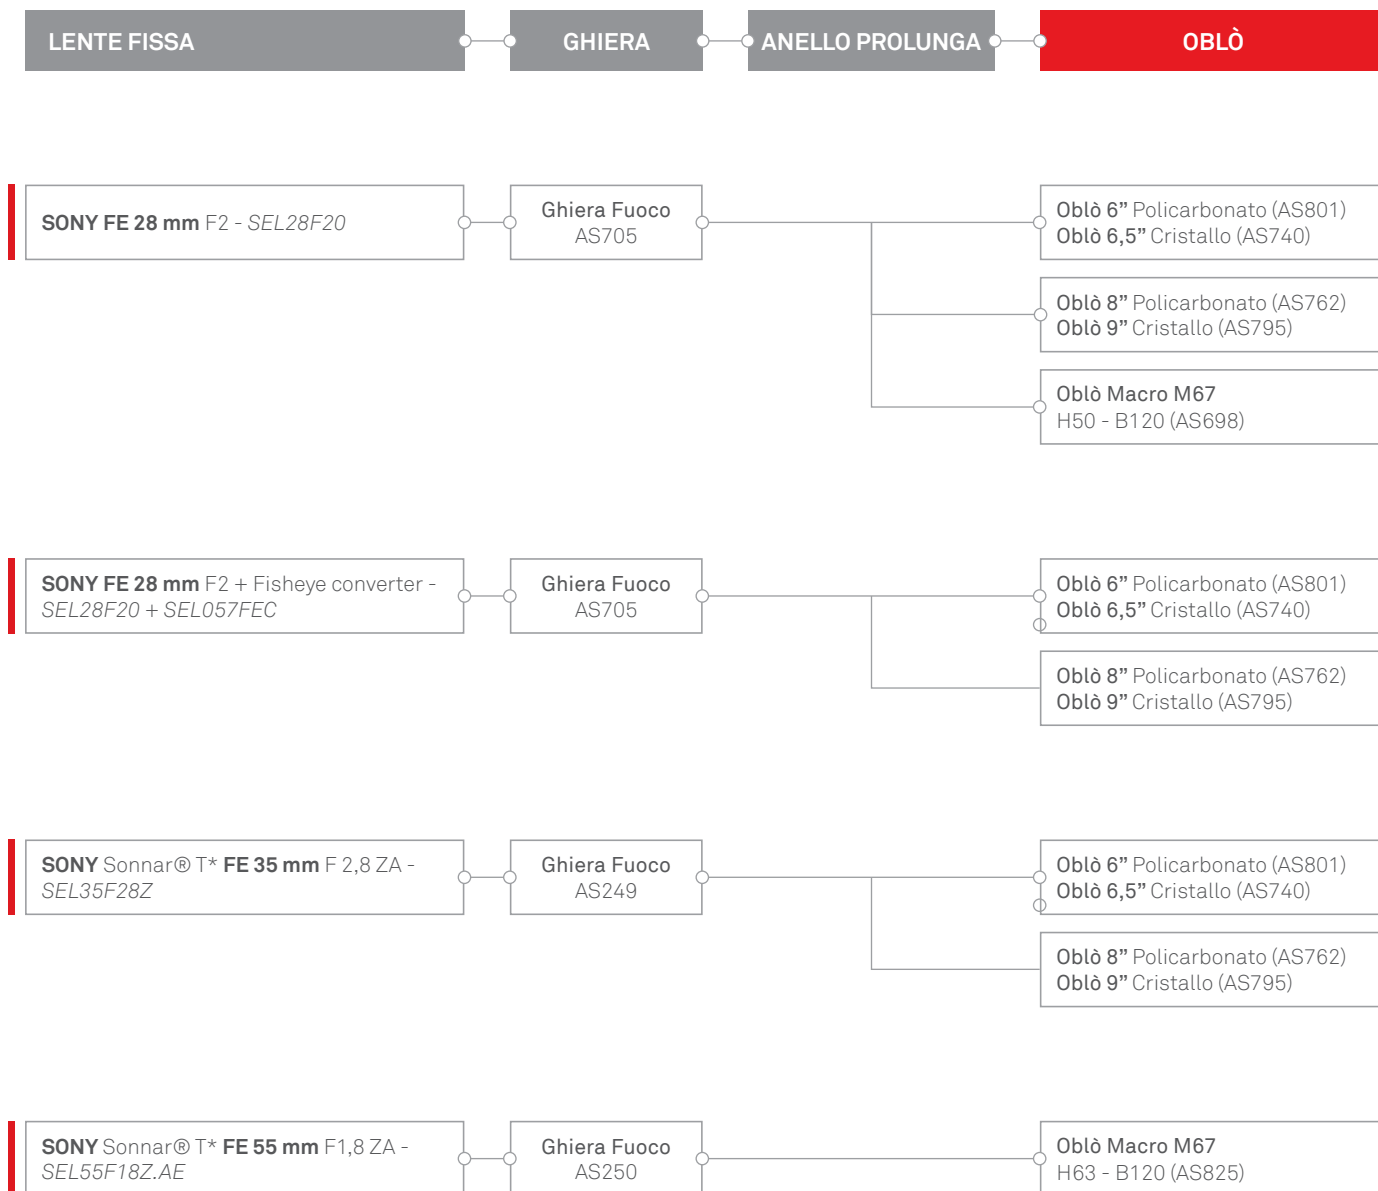 LENTE FISSA
GHIERA
ANELLO PROLUNGA
OBLÒ
SONY FE 28 mm F2 - SEL28F20
Ghiera Fuoco
AS705
Oblò 6” Policarbonato (AS801)
Oblò 6,5” Cristallo (AS740)
Oblò 8” Policarbonato (AS762)
Oblò 9” Cristallo (AS795)
Oblò Macro M67
H50 - B120 (AS698)
SONY FE 28 mm F2 + Fisheye converter -
SEL28F20 + SEL057FEC
Ghiera Fuoco
AS705
Oblò 6” Policarbonato (AS801)
Oblò 6,5” Cristallo (AS740)
Oblò 8” Policarbonato (AS762)
Oblò 9” Cristallo (AS795)
SONY Sonnar® T* FE 35 mm F 2,8 ZA -
SEL35F28Z
Ghiera Fuoco
AS249
Oblò 6” Policarbonato (AS801)
Oblò 6,5” Cristallo (AS740)
Oblò 8” Policarbonato (AS762)
Oblò 9” Cristallo (AS795)
SONY Sonnar® T* FE 55 mm F1,8 ZA -
SEL55F18Z.AE
Ghiera Fuoco
AS250
Oblò Macro M67
H63 - B120 (AS825)